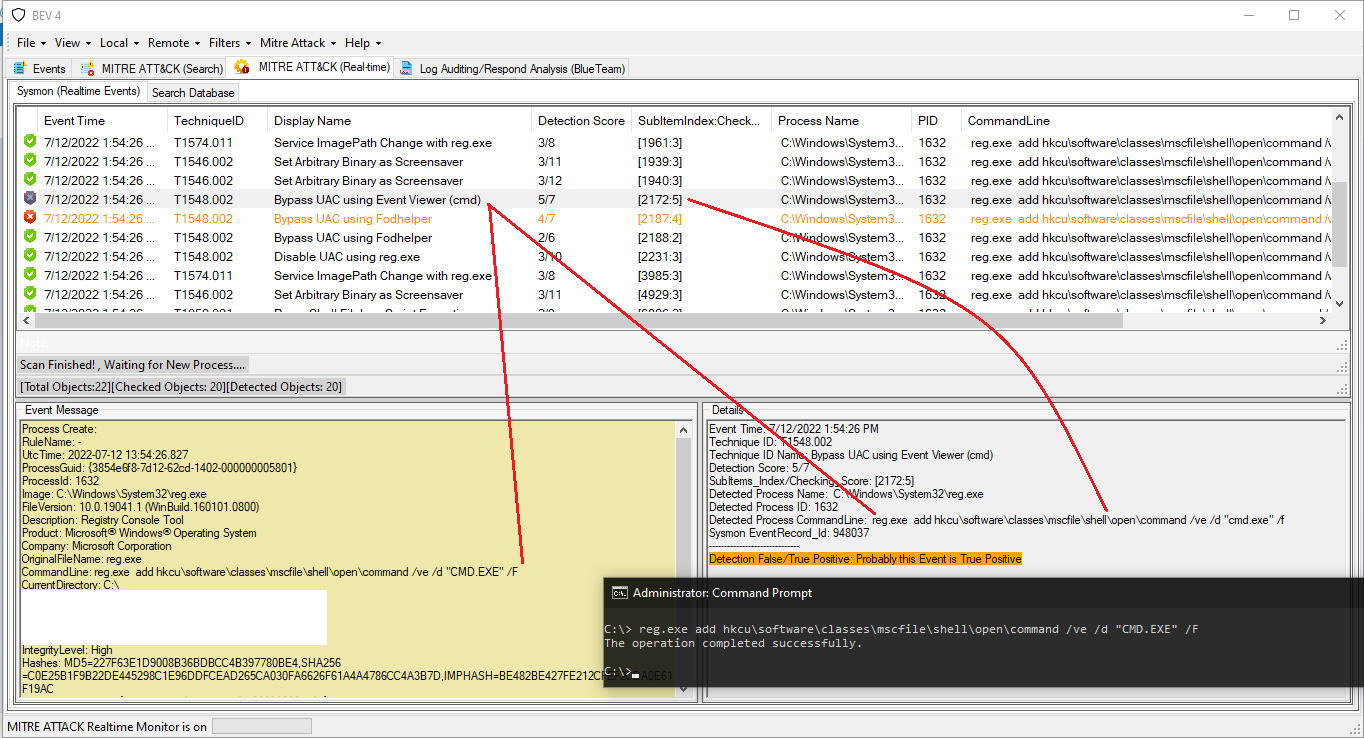 BEV 4
File View Local Remote Filters Mitre Attack Help
Events MITRE ATT&CK (Search) MITRE ATT&CK (Real-time) Log Auditing/Respond Analysis (BlueTeam)
Sysmon (Realtime Events) Search Database
Event Time TechniqueID Display Name Detection Score SubItemIndex:Check... Process Name PID CommandLine
7/12/2022 1:54:26 ... T1574.011 Service ImagePath Change with reg.exe 3/8 [1961:3] C:\Windows\System3... 1632 reg.exe add hkcu\software\classes\mscfile\shell\open\command /v
7/12/2022 1:54:26 ... T1546.002 Set Arbitrary Binary as Screensaver 3/11 [1939:3] C:\Windows\System3... 1632 reg.exe add hkcu\software\classes\mscfile\shell\open\command /v
7/12/2022 1:54:26 ... T1546.002 Set Arbitrary Binary as Screensaver 3/12 [1940:3] C:\Windows\System3... 1632 reg.exe add hkcu\software\classes\mscfile\shell\open\command /v
7/12/2022 1:54:26 ... T1548.002 Bypass UAC using Event Viewer (cmd) 5/7 [2172:5] C:\Windows\System3... 1632 reg.exe add hkcu\software\classes\mscfile\shell\open\command /v
7/12/2022 1:54:26 ... T1548.002 Bypass UAC using Fodhelper 4/7 [2187:4] C:\Windows\System3... 1632 reg.exe add hkcu\software\classes\mscfile\shell\open\command /v
7/12/2022 1:54:26 ... T1548.002 Bypass UAC using Fodhelper 2/6 [2188:2] C:\Windows\System3... 1632 reg.exe add hkcu\software\classes\mscfile\shell\open\command /v
7/12/2022 1:54:26 ... T1548.002 Disable UAC using reg.exe 3/10 [2231:3] C:\Windows\System3... 1632 reg.exe add hkcu\software\classes\mscfile\shell\open\command /v
7/12/2022 1:54:26 ... T1574.011 Service ImagePath Change with reg.exe 3/8 [3985:3] C:\Windows\System3... 1632 reg.exe add hkcu\software\classes\mscfile\shell\open\command /v
7/12/2022 1:54:26 ... T1546.002 Set Arbitrary Binary as Screensaver 3/11 [4929:3] C:\Windows\System3... 1632 reg.exe add hkcu\software\classes\mscfile\shell\open\command /v
Note:
Scan Finished! , Waiting for New Process....
[Total Objects:22][Checked Objects: 20][Detected Objects: 20]
Event Message
Process Create:
RuleName: -
UtcTime: 2022-07-12 13:54:26.827
ProcessGuid: {3854e6f8-7d12-62cd-1402-000000005801}
ProcessId: 1632
Image: C:\Windows\System32\reg.exe
FileVersion: 10.0.19041.1 (WinBuild.160101.0800)
Description: Registry Console Tool
Product: Microsoft® Windows® Operating System
Company: Microsoft Corporation
OriginalFileName: reg.exe
CommandLine: reg.exe add hkcu\software\classes\mscfile\shell\open\command /ve /d "CMD.EXE" /F
CurrentDirectory: C:\
IntegrityLevel: High
Hashes: MD5=227F63E1D9008B36BDBCC4B397780BE4,SHA256
=C0E25B1F9B22DE445298C1E96DDFCEAD265CA030FA6626F61A4A4786CC4A3B7D,IMPHASH=BE482BE427FE212C
F19AC
Details
Event Time: 7/12/2022 1:54:26 PM
Technique ID: T1548.002
Technique ID Name: Bypass UAC using Event Viewer (cmd)
Detection Score: 5/7
SubItems_Index/Checking_Score: [2172:5]
Detected Process Name: C:\Windows\System32\reg.exe
Detected Process ID: 1632
Detected Process CommandLine: reg.exe add hkcu\software\classes\mscfile\shell\open\command /ve /d "cmd.exe" /f
Sysmon EventRecord_Id: 948037
------------------------------
Detection False/True Positive: Probably this Event is True Positive
Administrator: Command Prompt
C:\> reg.exe add hkcu\software\classes\mscfile\shell\open\command /ve /d "CMD.EXE" /F
The operation completed successfully.
C:\>
MITRE ATTACK Realtime Monitor is on